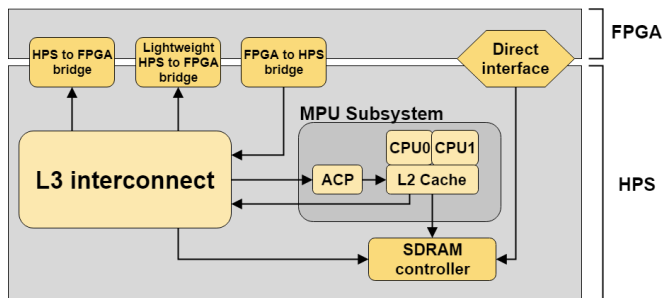 FPGA
HPS to FPGA
bridge
Lightweight
HPS to FPGA
bridge
FPGA to HPS
bridge
Direct
interface
MPU Subsystem
CPU0
CPU1
L3 interconnect
ACP
L2 Cache
HPS
SDRAM
controller